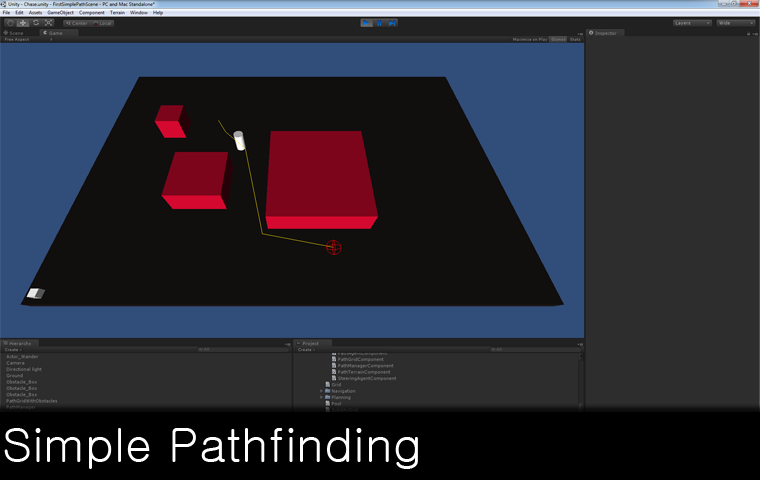 Unity - Chase.unity - FirstSimplePathScene - PC and Mac Standalone*
File Edit Assets GameObject Component Terrain Window Help
Center Local Layers Wide
Scene Game Inspector
Free Aspect Maximize on Play Gizmos Stats
Hierarchy Project
Create Create
Actor_Wander
Camera
Directional light
Ground
Obstacle_Box
Obstacle_Box
Obstacle_Box
PathGridWithObstacles
PathManager
PathGridComponent
PathManagerComponent
PathTerrainComponent
SteeringAgentComponent
Grid
Navigation
Planning
Pool
Simple Pathfinding